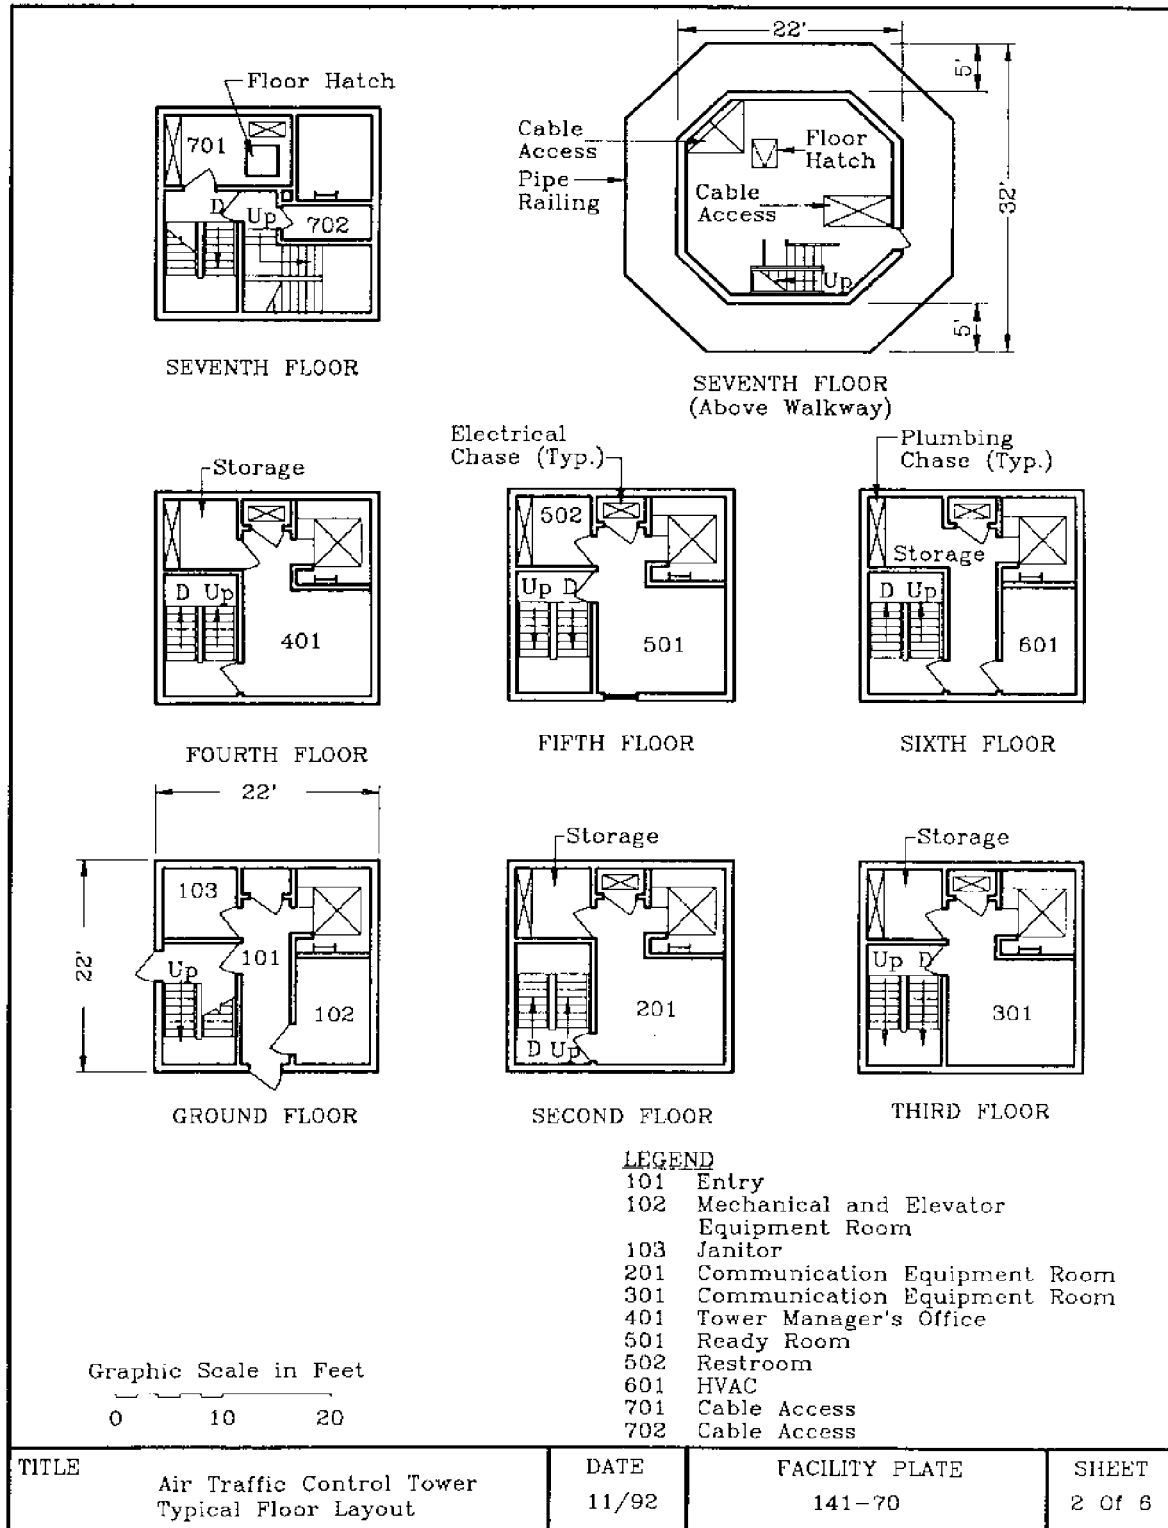 Floor Hatch
701
D
Up
702
SEVENTH FLOOR
22'
5'
Cable
Access
Floor
Hatch
Pipe
Railing
Cable
Access
32'
Up
5'
SEVENTH FLOOR
(Above Walkway)
Storage
D Up
401
FOURTH FLOOR
Electrical
Chase (Typ.)
502
Up D
501
FIFTH FLOOR
Plumbing
Chase (Typ.)
Storage
D Up
601
SIXTH FLOOR
22'
22'
103
101
Up
102
GROUND FLOOR
Storage
201
D Up
SECOND FLOOR
Storage
Up D
301
THIRD FLOOR
LEGEND
101 Entry
102 Mechanical and Elevator
Equipment Room
103 Janitor
201 Communication Equipment Room
301 Communication Equipment Room
401 Tower Manager's Office
501 Ready Room
502 Restroom
601 HVAC
701 Cable Access
702 Cable Access
Graphic Scale in Feet
0 10 20
TITLE
Air Traffic Control Tower
Typical Floor Layout
DATE
11/92
FACILITY PLATE
141-70
SHEET
2 Of 6